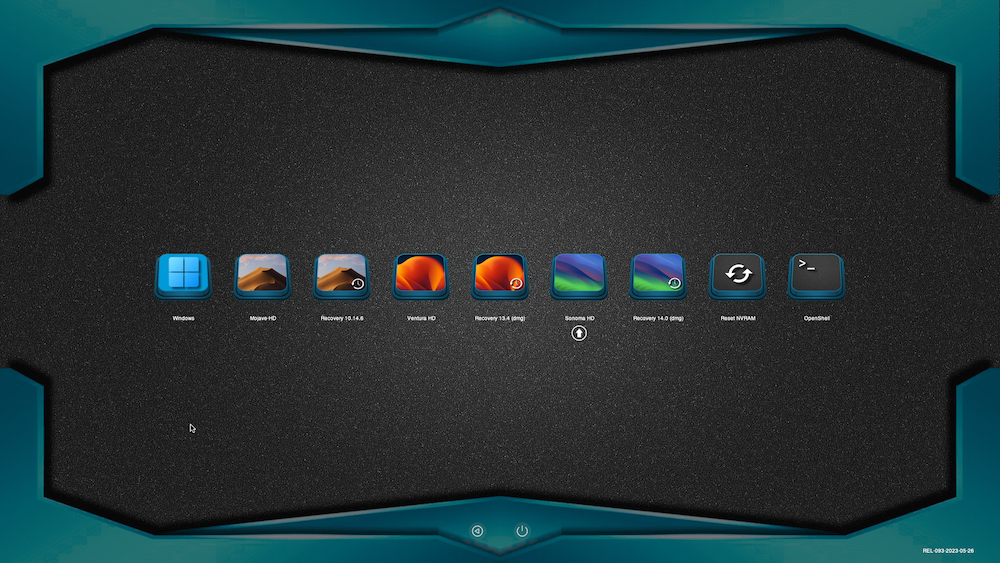 Windows
Mojave-HD
Recovery 10.14.6
Ventura HD
Recovery 13.4 (dmg)
Sonoma HD
Recovery 14.0 (dmg)
Reset NVRAM
OpenShell
REL-093-2023-05-26